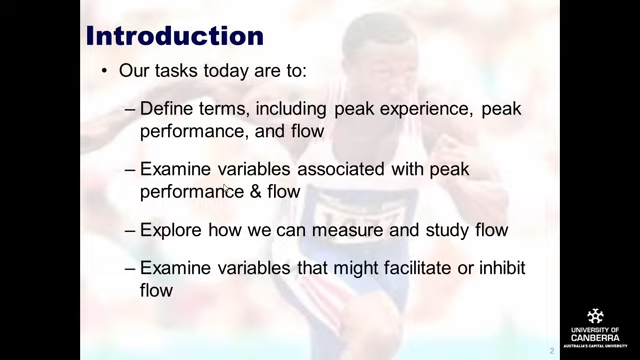 Introduction
• Our tasks today are to:
– Define terms, including peak experience, peak
performance, and flow
– Examine variables associated with peak
performance & flow
– Explore how we can measure and study flow
– Examine variables that might facilitate or inhibit
flow
2
UNIVERSITY OF
CANBERRA
AUSTRALIA'S CAPITAL UNIVERSITY